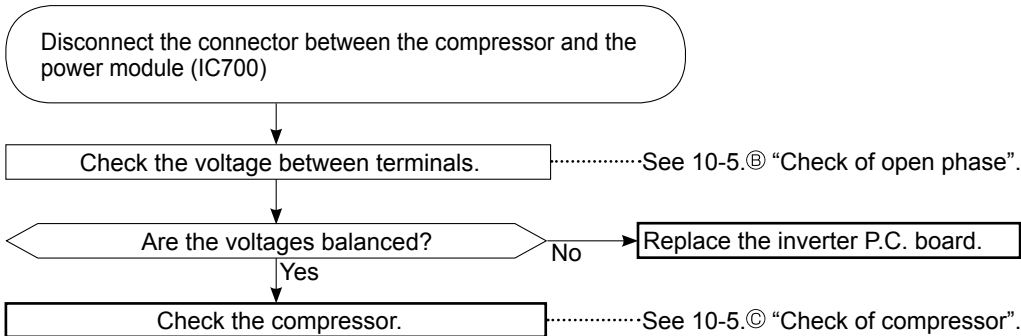 Disconnect the connector between the compressor and the
power module (IC700)
Check the voltage between terminals.
See 10-5.Ⓑ “Check of open phase”.
Are the voltages balanced?
No
Replace the inverter P.C. board.
Yes
Check the compressor.
See 10-5.Ⓒ “Check of compressor”.